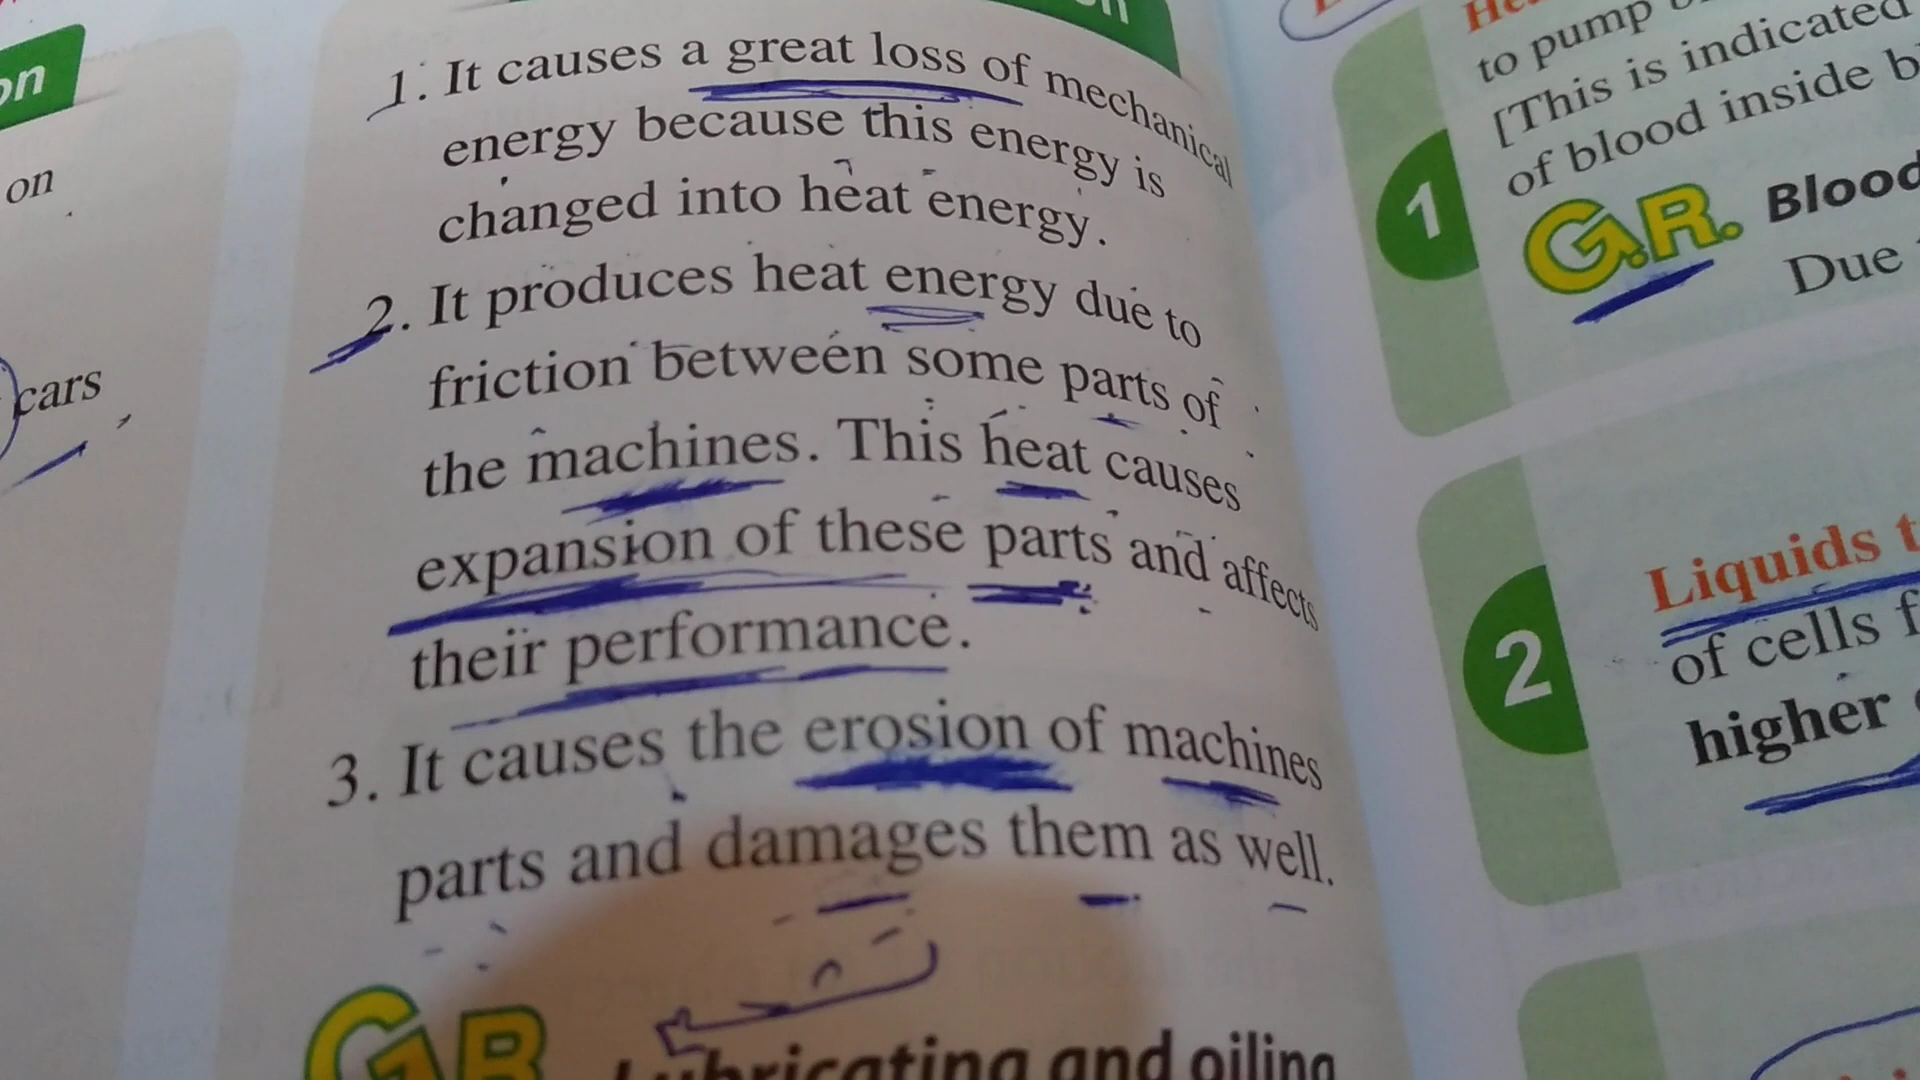 on
on
cars
1. It causes a great loss of mechanical
energy because this energy is
changed into heat energy.
2. It produces heat energy due to
friction between some parts of
the machines. This heat causes
expansion of these parts and affects
their performance.
3. It causes the erosion of machines
parts and damages them as well.
G.R.
Lubricating and oiling
to pump
[This is indicated
of blood inside
1
G.R. Blood
Due
Liquids
2
of cells
higher